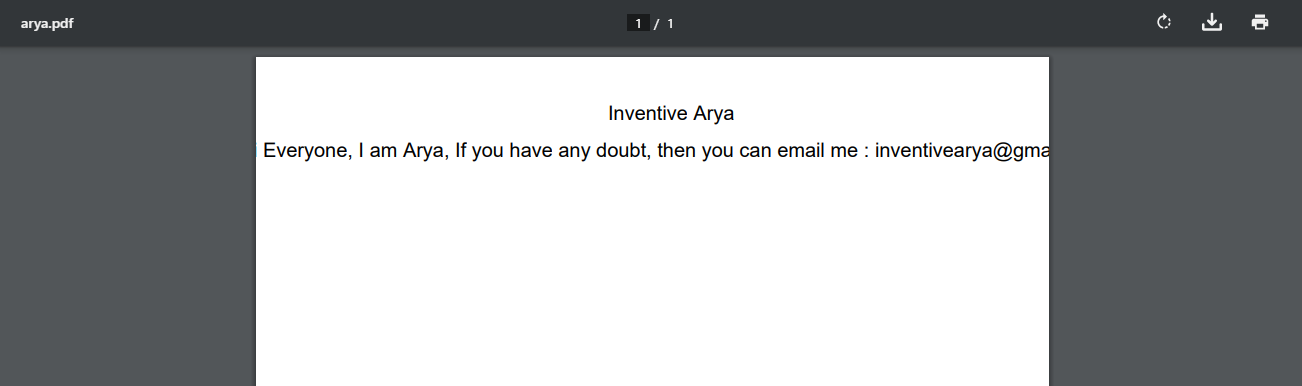 arya.pdf
1 / 1
Inventive Arya
Everyone, I am Arya, If you have any doubt, then you can email me : inventivearya@gma